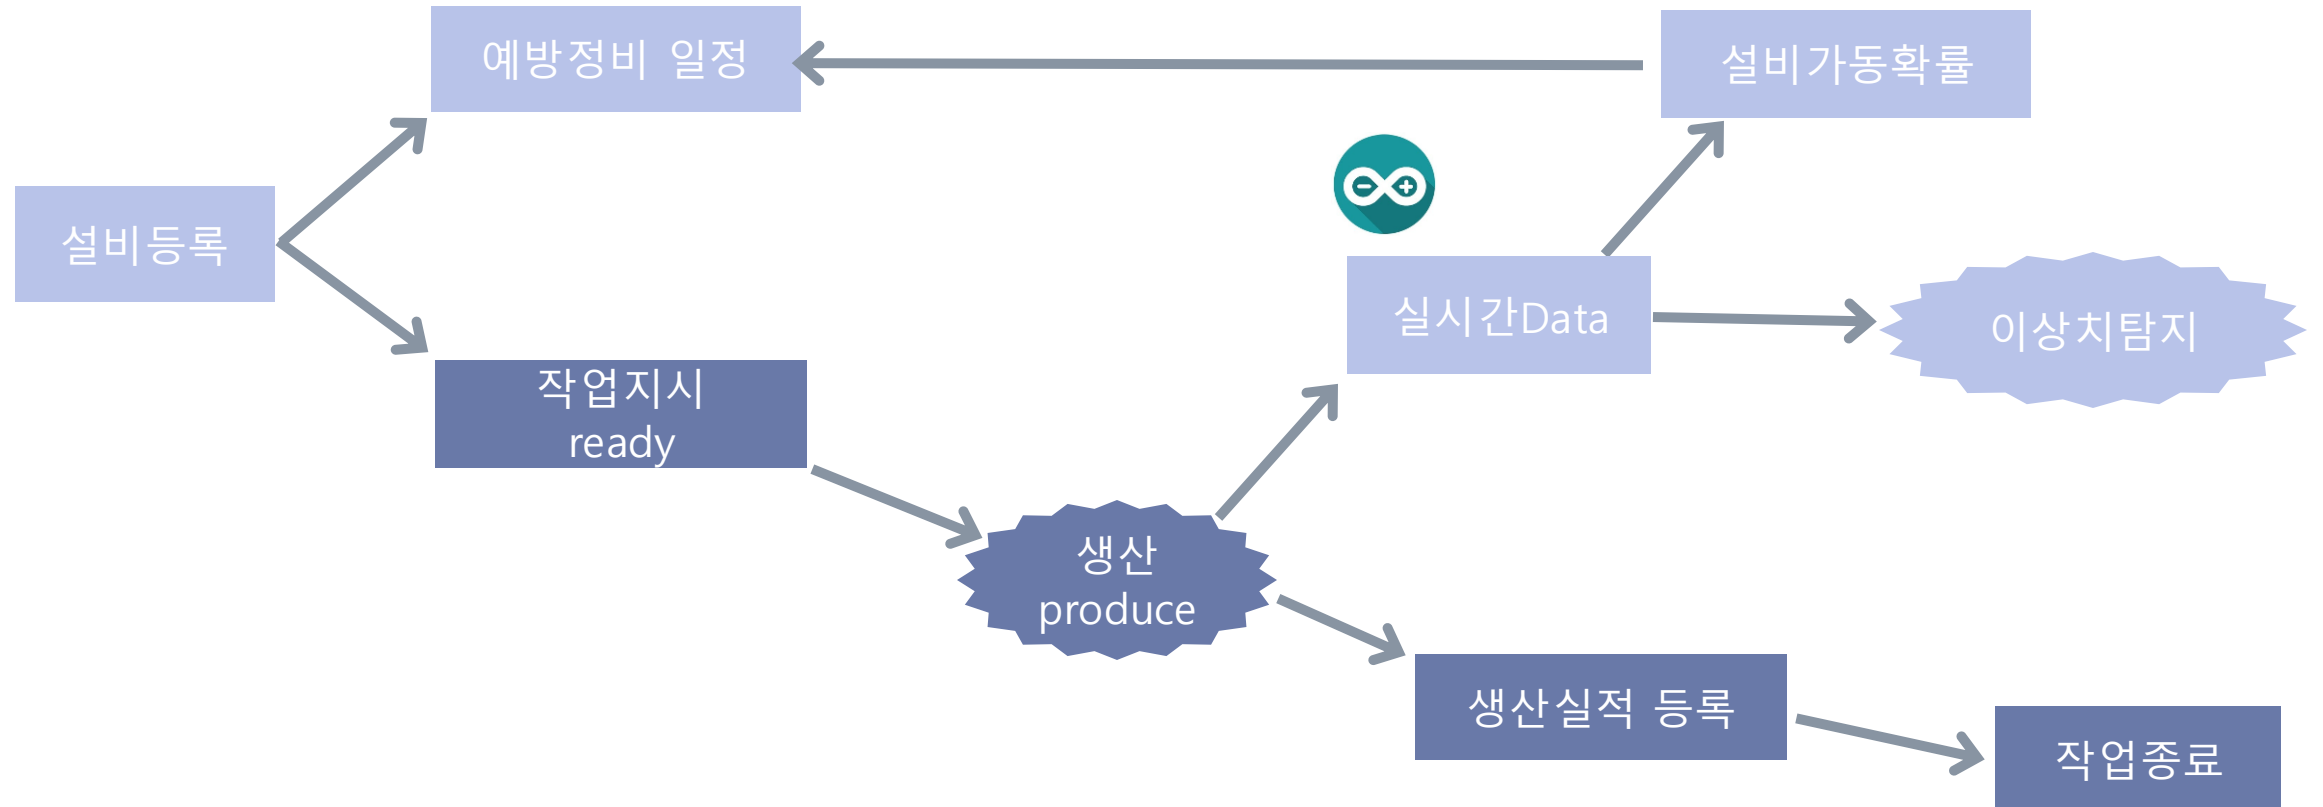 예방정비 일정
설비가동확률
설비등록
실시간Data
이상치탐지
작업지시
ready
생산
produce
생산실적 등록
작업종료